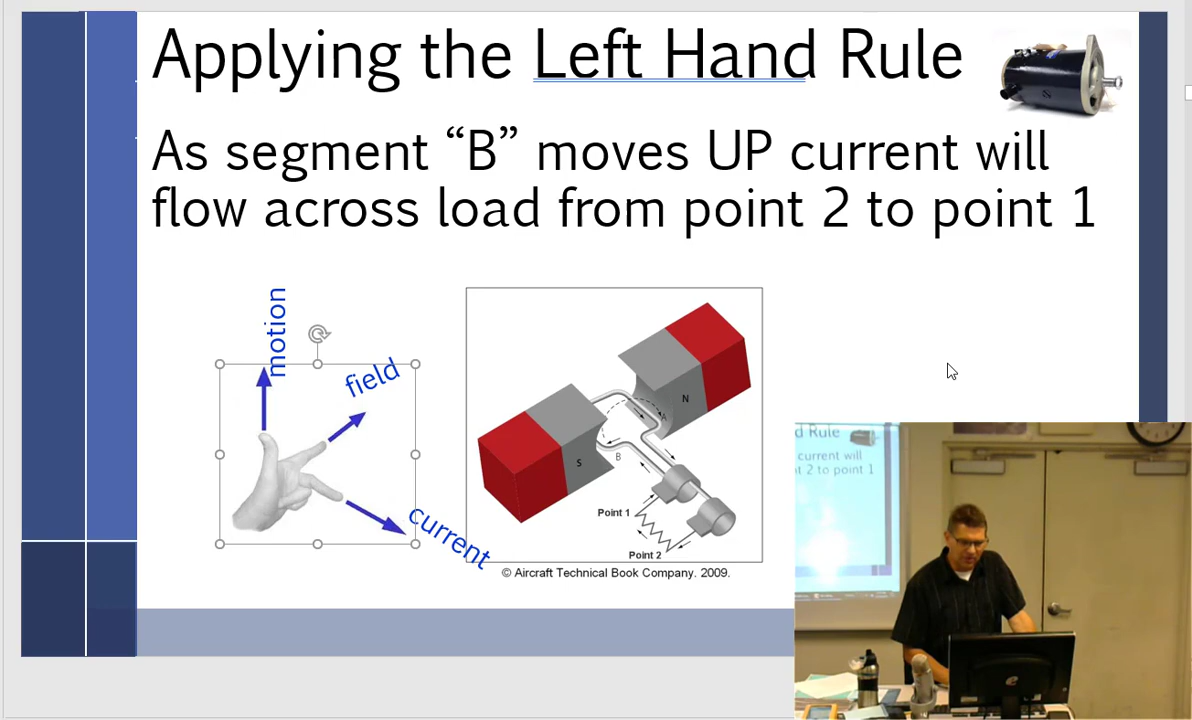 Applying the Left Hand Rule
As segment “B” moves UP current will
flow across load from point 2 to point 1
motion
field
current
N
A
S
B
Point 1
Point 2
© Aircraft Technical Book Company. 2009.
d Rule
current will
t 2 to point 1